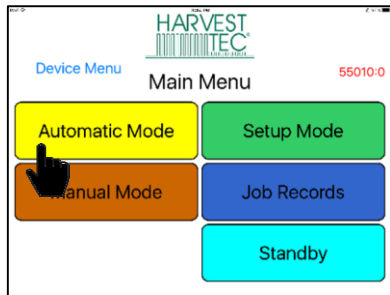 HARVEST
TEC
Device Menu
Main Menu
55010:0
Automatic Mode
Setup Mode
Manual Mode
Job Records
Standby